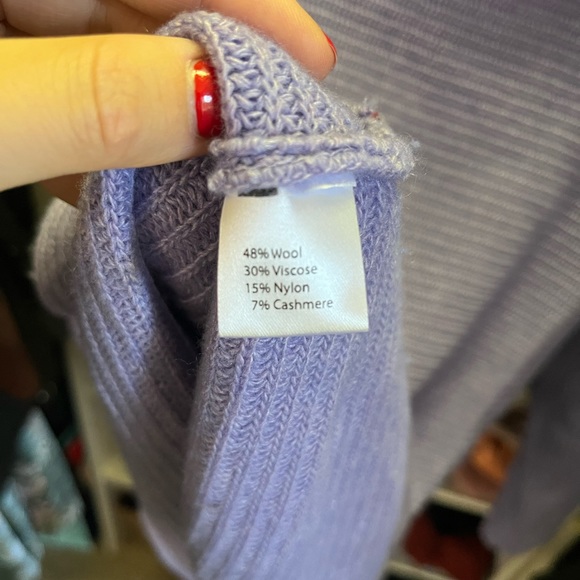 48% Wool
30% Viscose
15% Nylon
7% Cashmere